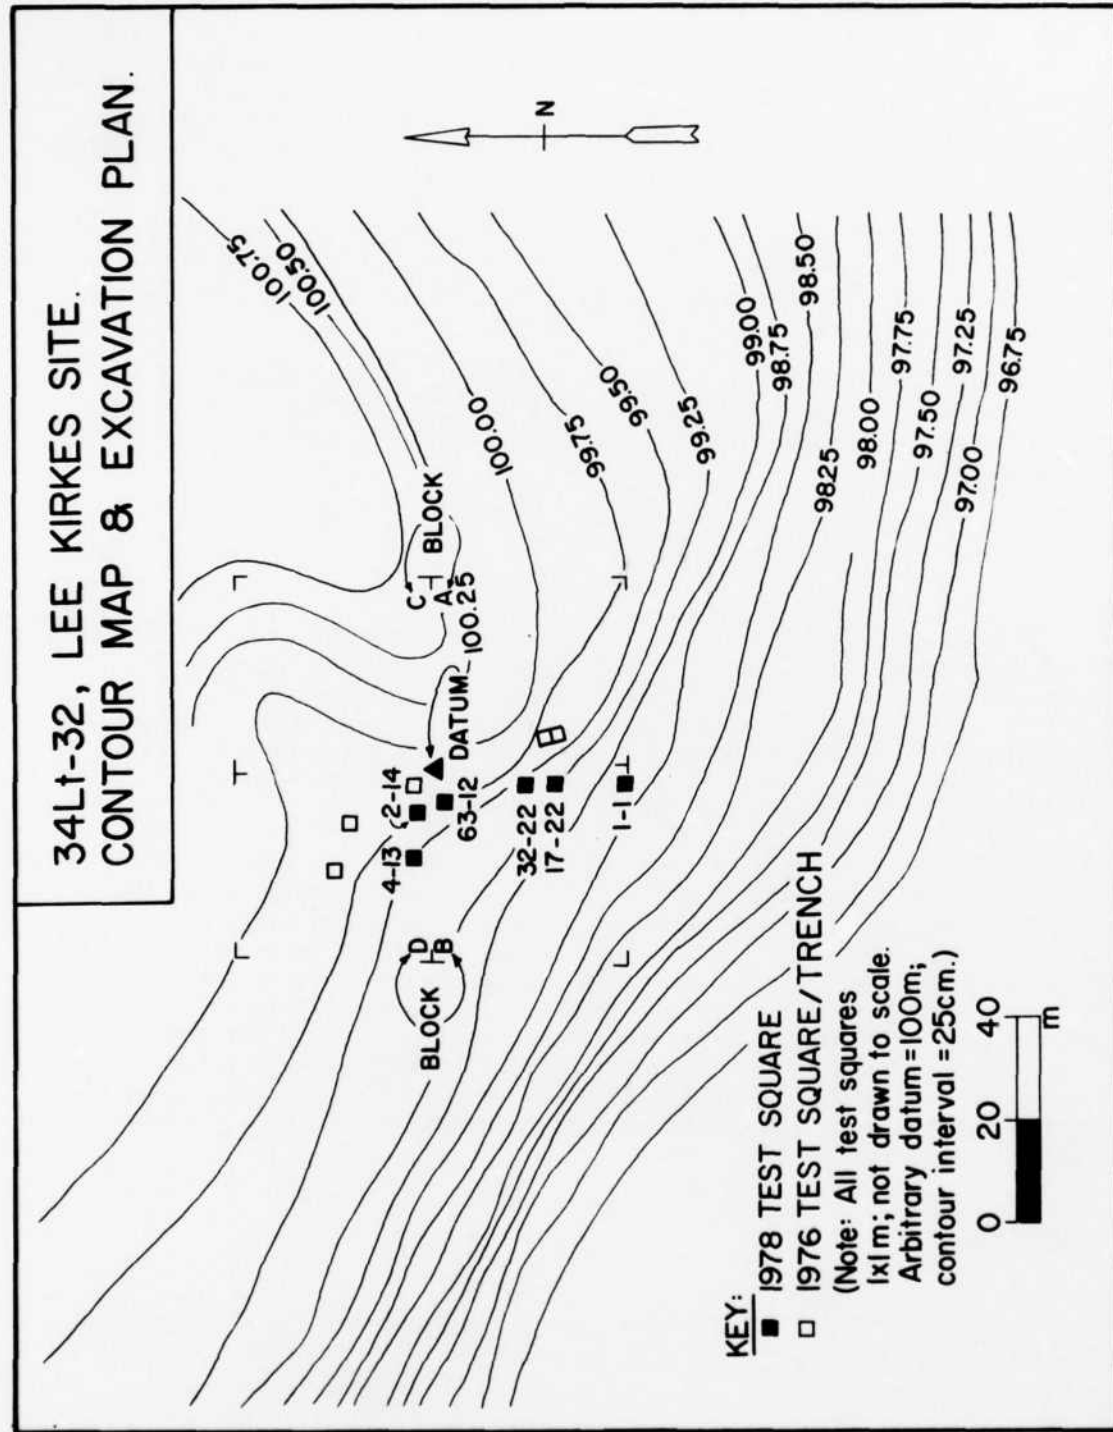 34Lt-32, LEE KIRKES SITE.
CONTOUR MAP & EXCAVATION PLAN.
N
100.75
100.50
100.00
99.75
99.50
99.25
99.00
98.75
98.50
9825
98.00
97.75
97.50
97.25
97.00
96.75
BLOCK
C
A
100.25
DATUM
2-14
4-13
63-12
32-22
17-22
1-1
BLOCK
D
B
KEY:
1978 TEST SQUARE
1976 TEST SQUARE/TRENCH
(Note: All test squares
1x1m; not drawn to scale.
Arbitrary datum=100m;
contour interval =25cm.)
0 20 40
m